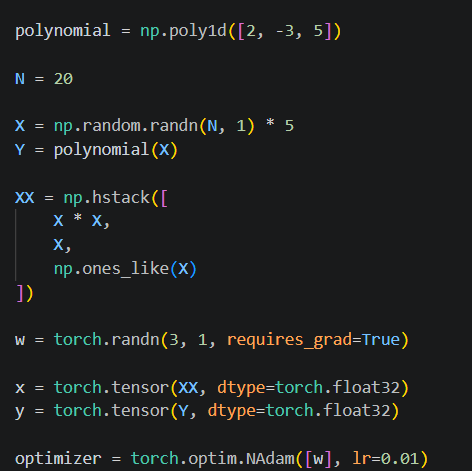 polynomial = np.poly1d([2, -3, 5])
N = 20
X = np.random.randn(N, 1) * 5
Y = polynomial(X)
XX = np.hstack([
    X * X,
    X,
    np.ones_like(X)
])
w = torch.randn(3, 1, requires_grad=True)
x = torch.tensor(XX, dtype=torch.float32)
y = torch.tensor(Y, dtype=torch.float32)
optimizer = torch.optim.NAdam([w], lr=0.01)